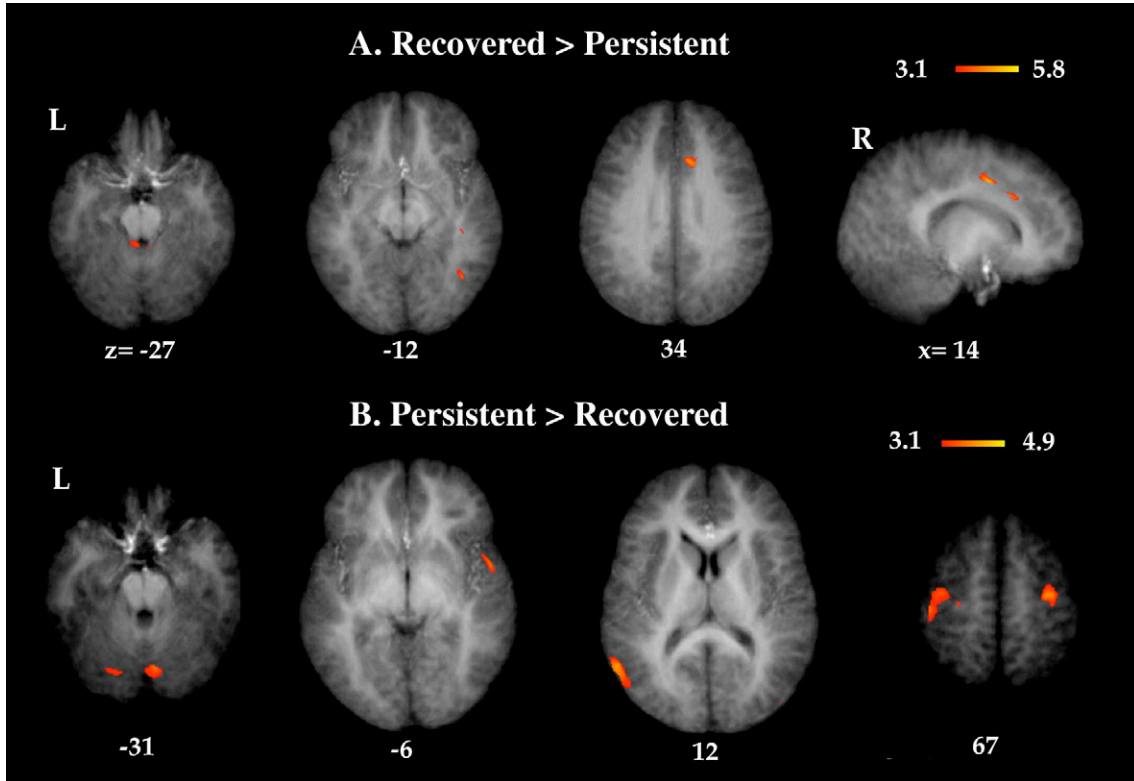 A. Recovered > Persistent
3.1 5.8
L R
z= -27 -12 34 x= 14
B. Persistent > Recovered
3.1 4.9
L
-31 -6 12 67